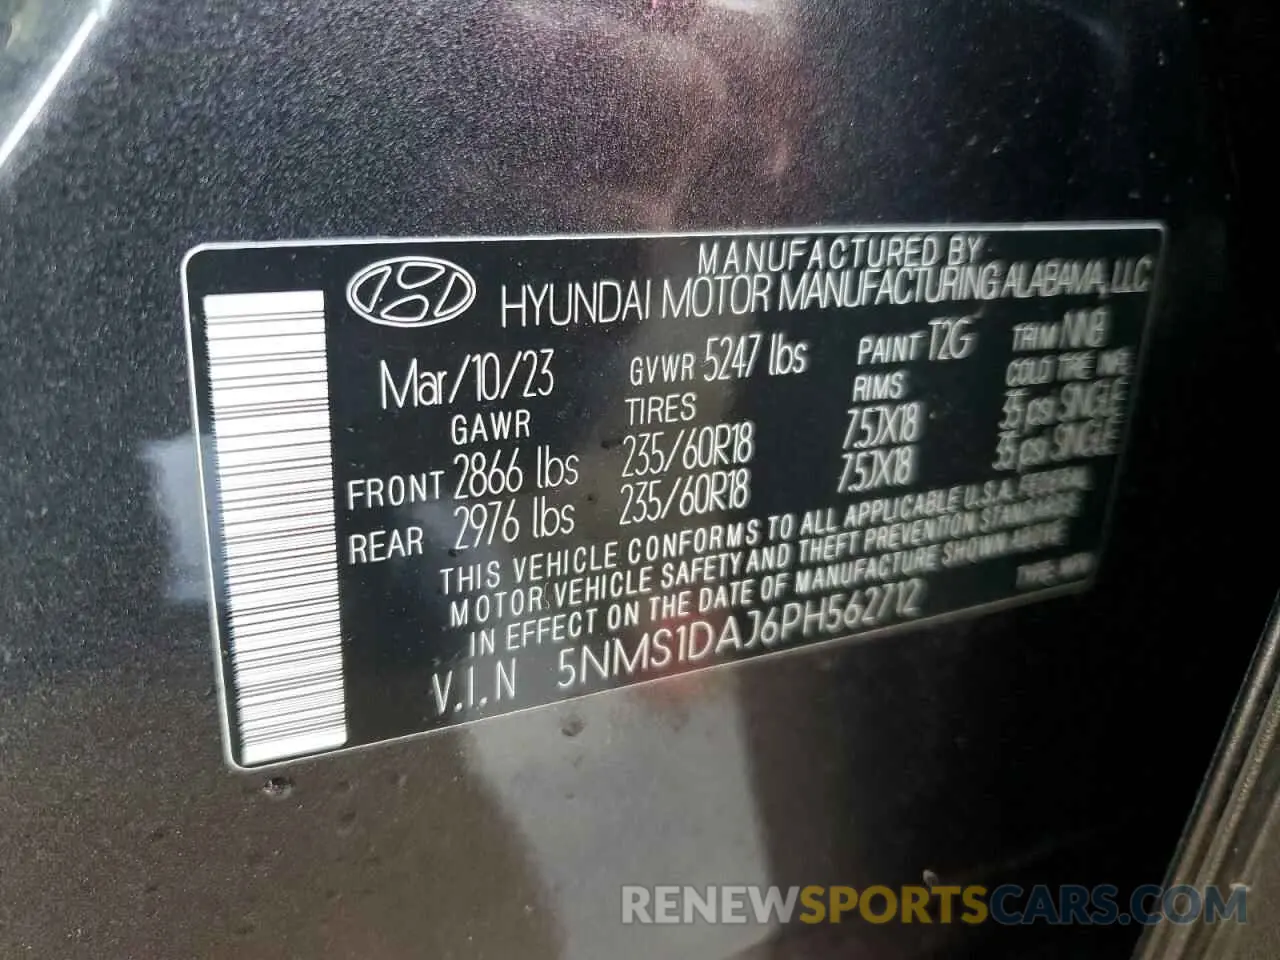 MANUFACTURED BY
HYUNDAI MOTOR MANUFACTURING ALABAMA, LLC
Mar/10/23 GVWR 5247 lbs PAINT T2G TRIM NNB
GAWR TIRES RIMS COLD TIRE
FRONT 2866 lbs 235/60R18 7.5JX18 35 psi SINGLE
REAR 2976 lbs 235/60R18 7.5JX18 35 psi SINGLE
THIS VEHICLE CONFORMS TO ALL APPLICABLE U.S.A. FEDERAL
MOTOR VEHICLE SAFETY AND THEFT PREVENTION STANDARDS
IN EFFECT ON THE DATE OF MANUFACTURE SHOWN ABOVE
V.I.N 5NMS1DAJ6PH562712 TYPE: MPV
RENEWSPORTSCARS.COM